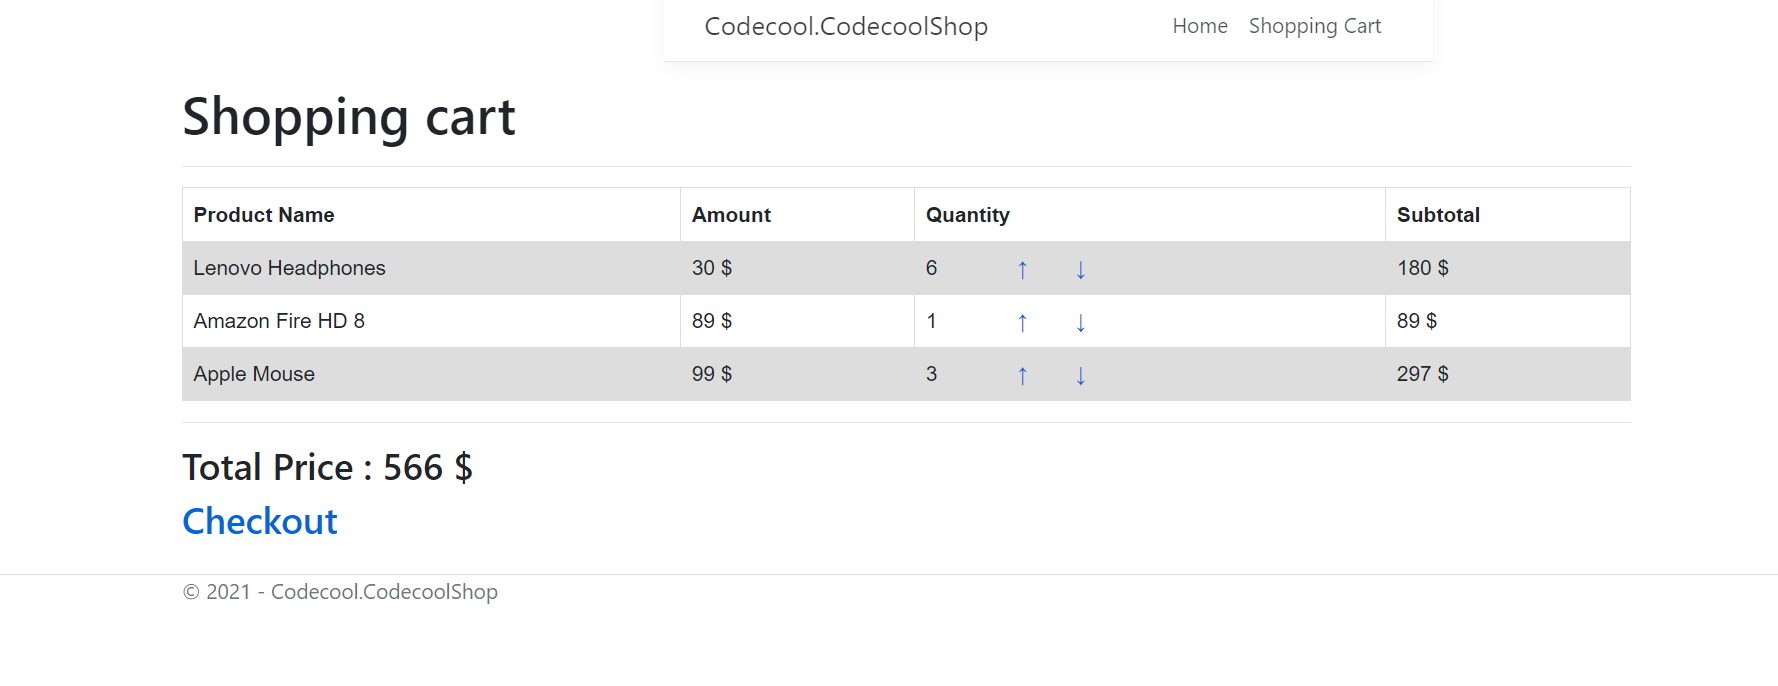 Codecool.CodecoolShop Home Shopping Cart
Shopping cart
Product Name Amount Quantity Subtotal
Lenovo Headphones 30 $ 6 ↑ ↓ 180 $
Amazon Fire HD 8 89 $ 1 ↑ ↓ 89 $
Apple Mouse 99 $ 3 ↑ ↓ 297 $
Total Price : 566 $
Checkout
© 2021 - Codecool.CodecoolShop